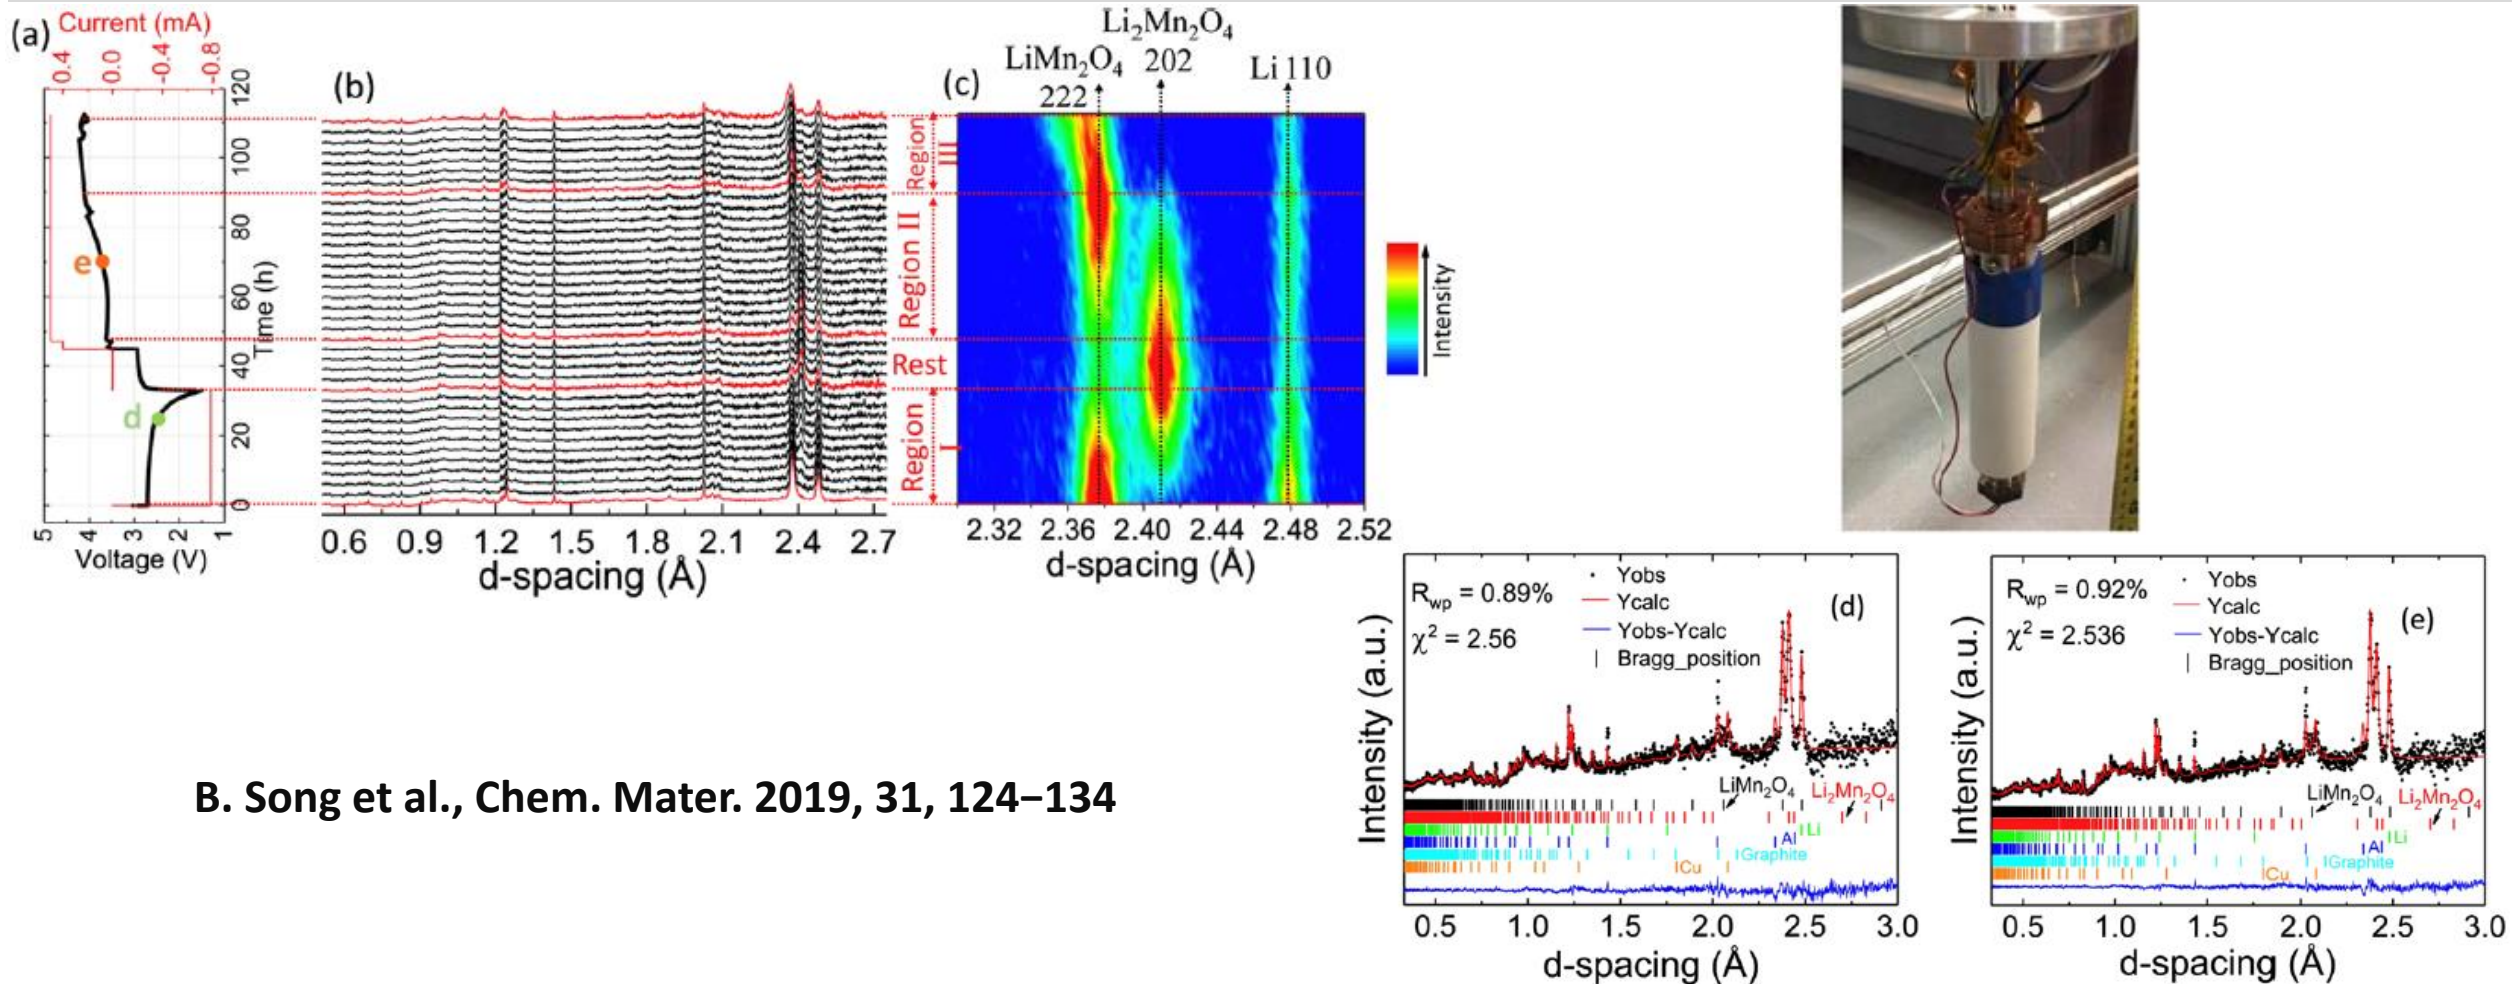 (a)
Current (mA)
0.4 0.0 -0.4 -0.8
0 20 40 60 80 100 120
Time (h)
e
d
5 4 3 2 1
Voltage (V)
(b)
0.6 0.9 1.2 1.5 1.8 2.1 2.4 2.7
d-spacing (Å)
Region III
Region II
Rest
Region I
(c)
LiMn₂O₄
222
Li₂Mn₂O₄
202
Li 110
2.32 2.36 2.40 2.44 2.48 2.52
d-spacing (Å)
Intensity
B. Song et al., Chem. Mater. 2019, 31, 124–134
Rwp = 0.89%
χ² = 2.56
Yobs
Ycalc
Yobs-Ycalc
Bragg_position
(d)
Intensity (a.u.)
LiMn₂O₄
Li₂Mn₂O₄
Li
Al
Graphite
Cu
0.5 1.0 1.5 2.0 2.5 3.0
d-spacing (Å)
Rwp = 0.92%
χ² = 2.536
Yobs
Ycalc
Yobs-Ycalc
Bragg_position
(e)
Intensity (a.u.)
LiMn₂O₄
Li₂Mn₂O₄
Li
Al
Graphite
Cu
0.5 1.0 1.5 2.0 2.5 3.0
d-spacing (Å)